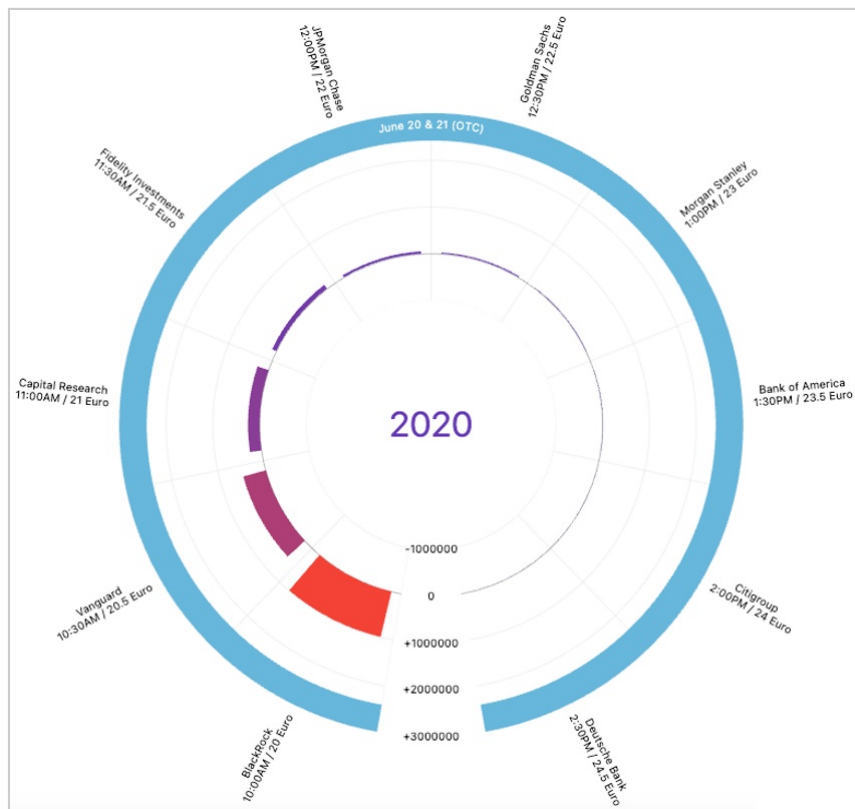 JPMorgan Chase
12:00PM / 22 Euro
Goldman Sachs
12:30PM / 22.5 Euro
June 20 & 21 (OTC)
Fidelity Investments
11:30AM / 21.5 Euro
Morgan Stanley
1:00PM / 23 Euro
Capital Research
11:00AM / 21 Euro
Bank of America
1:30PM / 23.5 Euro
2020
-1000000
0
+1000000
+2000000
+3000000
Vanguard
10:30AM / 20.5 Euro
Citigroup
2:00PM / 24 Euro
BlackRock
10:00AM / 20 Euro
Deutsche Bank
2:30PM / 24.5 Euro